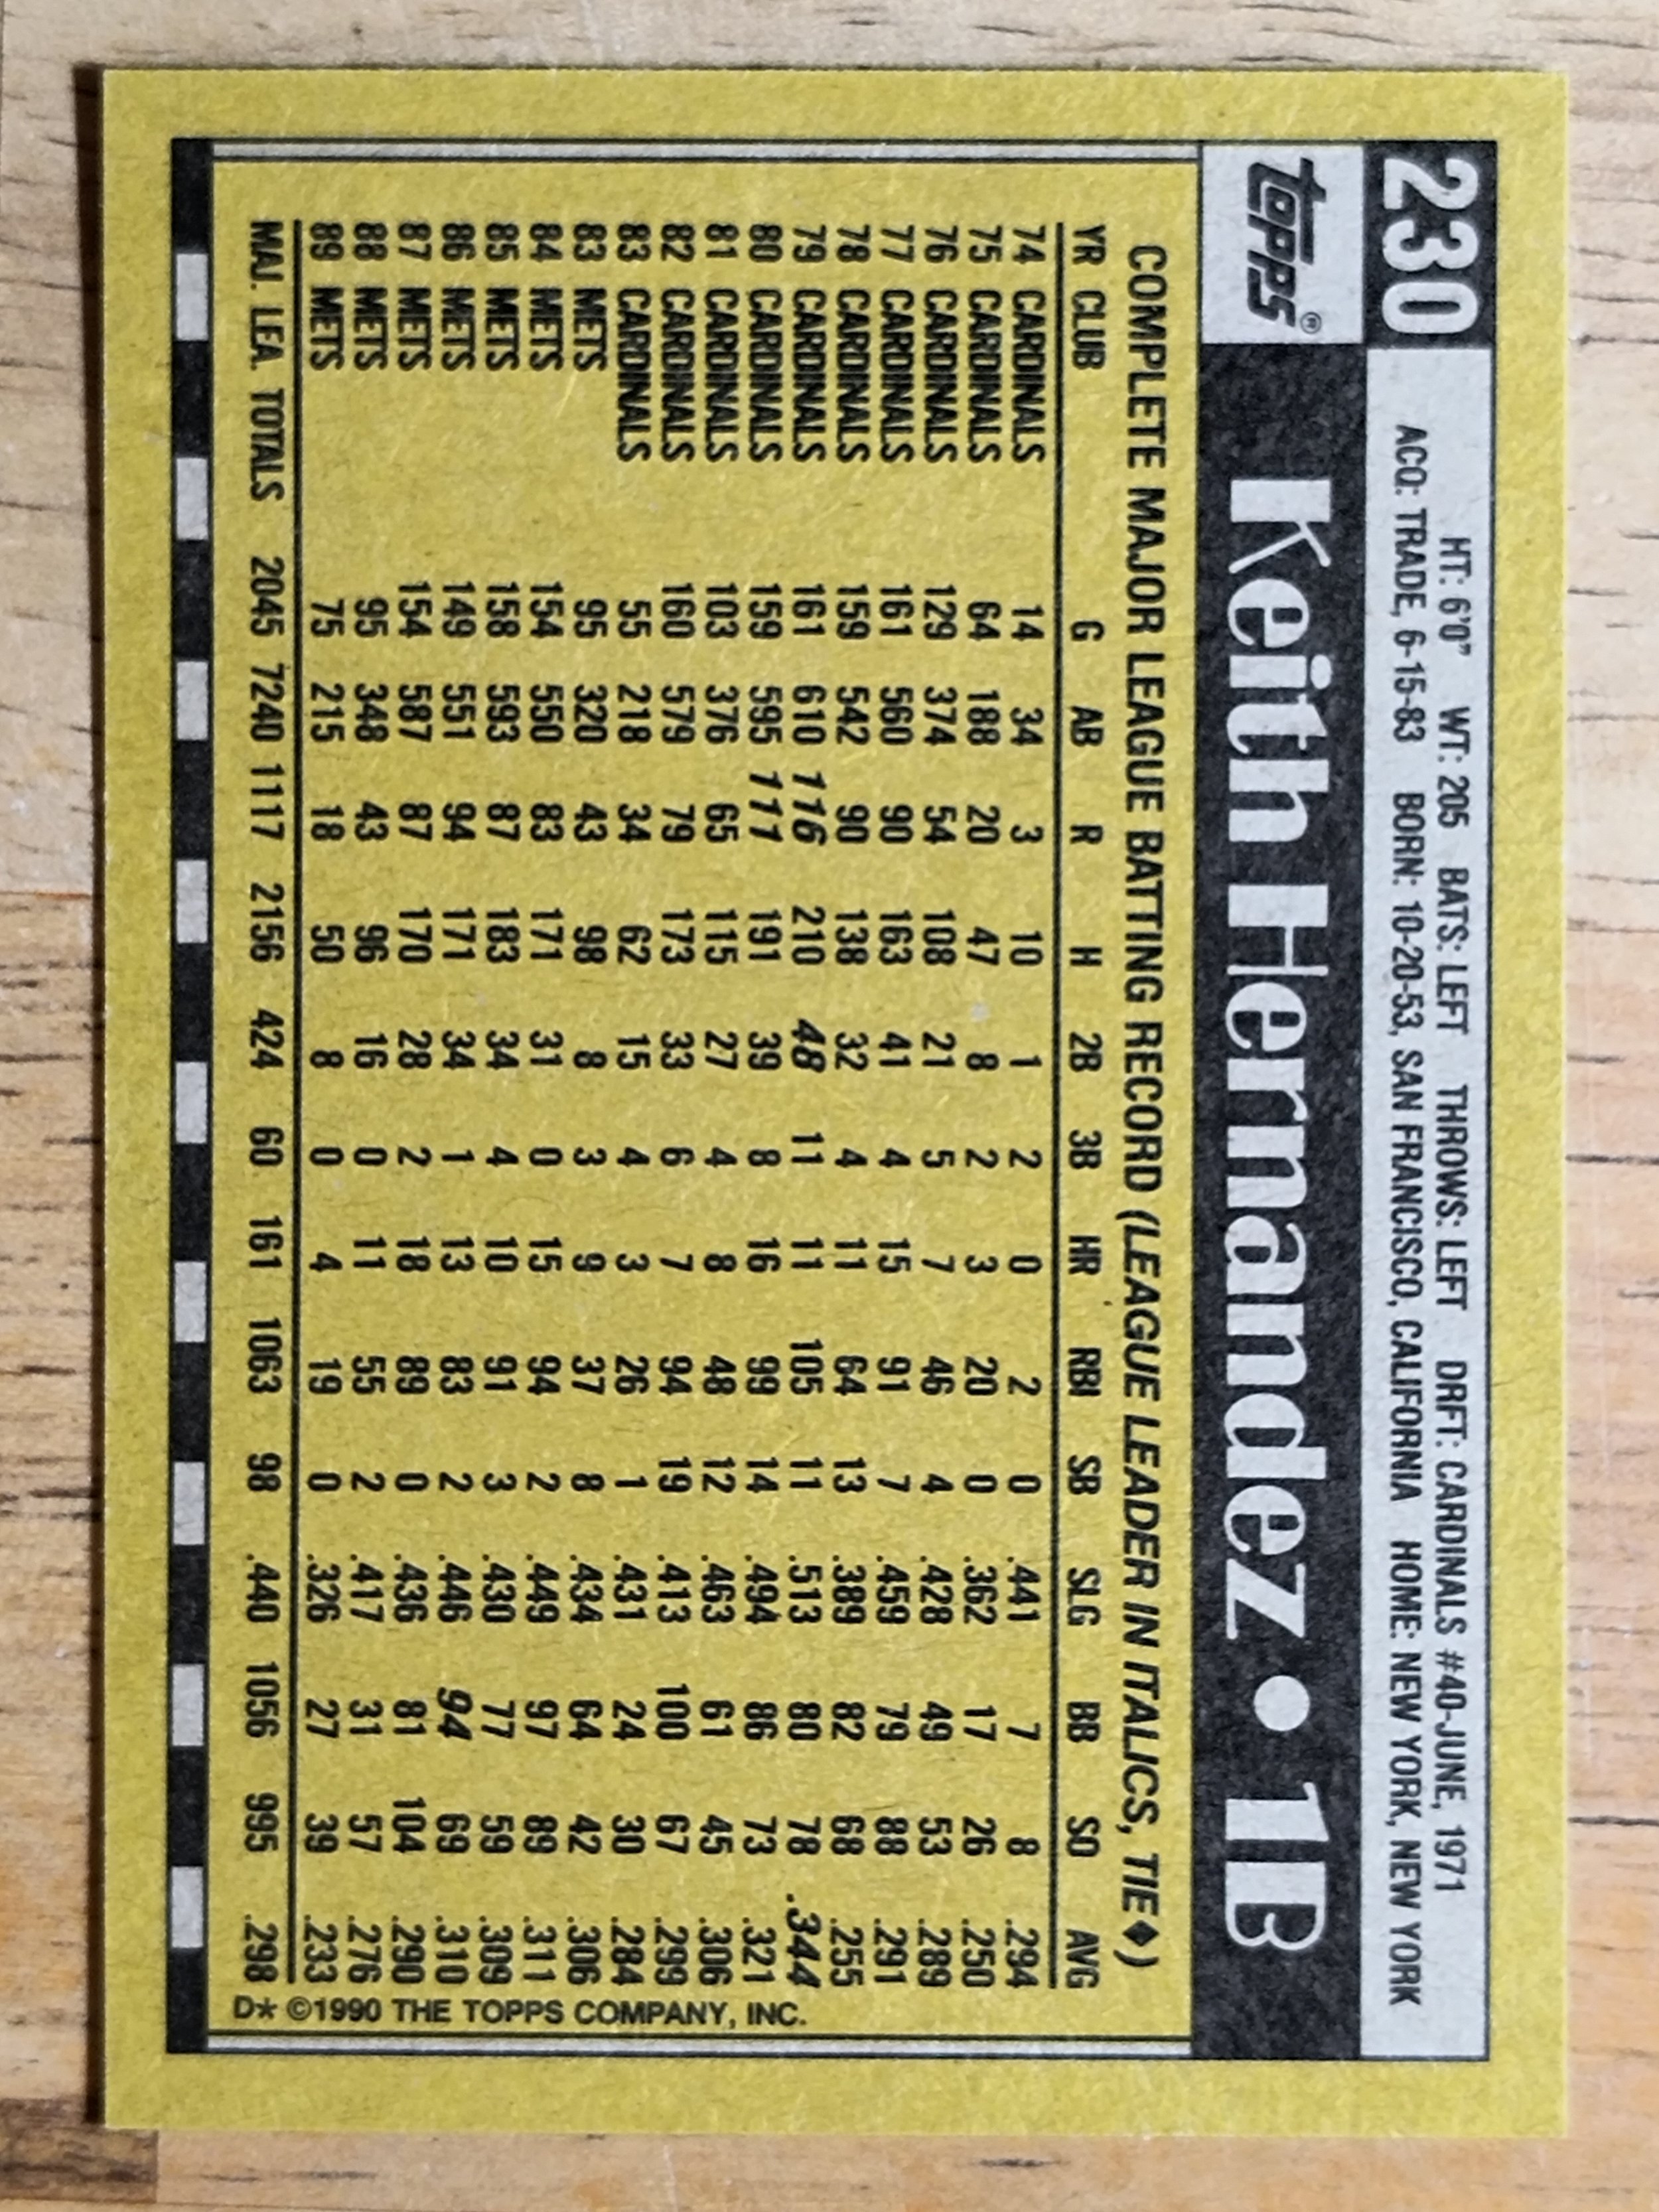 230 HT: 6'0" WT: 205 BATS: LEFT THROWS: LEFT DRFT: CARDINALS #40-JUNE, 1971
ACQ: TRADE, 6-15-83 BORN: 10-20-53, SAN FRANCISCO, CALIFORNIA HOME: NEW YORK, NEW YORK
Topps® Keith Hernandez • 1B
COMPLETE MAJOR LEAGUE BATTING RECORD (LEAGUE LEADER IN ITALICS, TIE♦)
YR CLUB G AB R H 2B 3B HR RBI SB SLG BB SO AVG
74 CARDINALS 14 34 3 10 1 2 0 2 0 .441 7 8 .294
75 CARDINALS 64 188 20 47 8 2 3 20 0 .362 17 26 .250
76 CARDINALS 129 374 54 108 21 5 7 46 4 .428 49 53 .289
77 CARDINALS 161 560 90 163 41 4 15 91 7 .459 79 88 .291
78 CARDINALS 159 542 90 138 32 4 11 64 13 .389 82 68 .255
79 CARDINALS 161 610 116 210 48 11 11 105 11 .513 80 78 .344
80 CARDINALS 159 595 111 191 39 8 16 99 14 .494 86 73 .321
81 CARDINALS 103 376 65 115 27 4 8 48 12 .463 61 45 .306
82 CARDINALS 160 579 79 173 33 6 7 94 19 .413 100 67 .299
83 CARDINALS 55 218 34 62 15 4 3 26 1 .431 24 30 .284
83 METS 95 320 43 98 8 3 9 37 8 .434 64 42 .306
84 METS 154 550 83 171 31 0 15 94 2 .449 97 89 .311
85 METS 158 593 87 183 34 4 10 91 3 .430 77 59 .309
86 METS 149 551 94 171 34 1 13 83 2 .446 94 69 .310
87 METS 154 587 87 170 28 2 18 89 0 .436 81 104 .290
88 METS 95 348 43 96 16 0 11 55 2 .417 31 57 .276
89 METS 75 215 18 50 8 0 4 19 0 .326 27 39 .233
MAJ. LEA. TOTALS 2045 7240 1117 2156 424 60 161 1063 98 .440 1056 995 .298
D* ©1990 THE TOPPS COMPANY, INC.